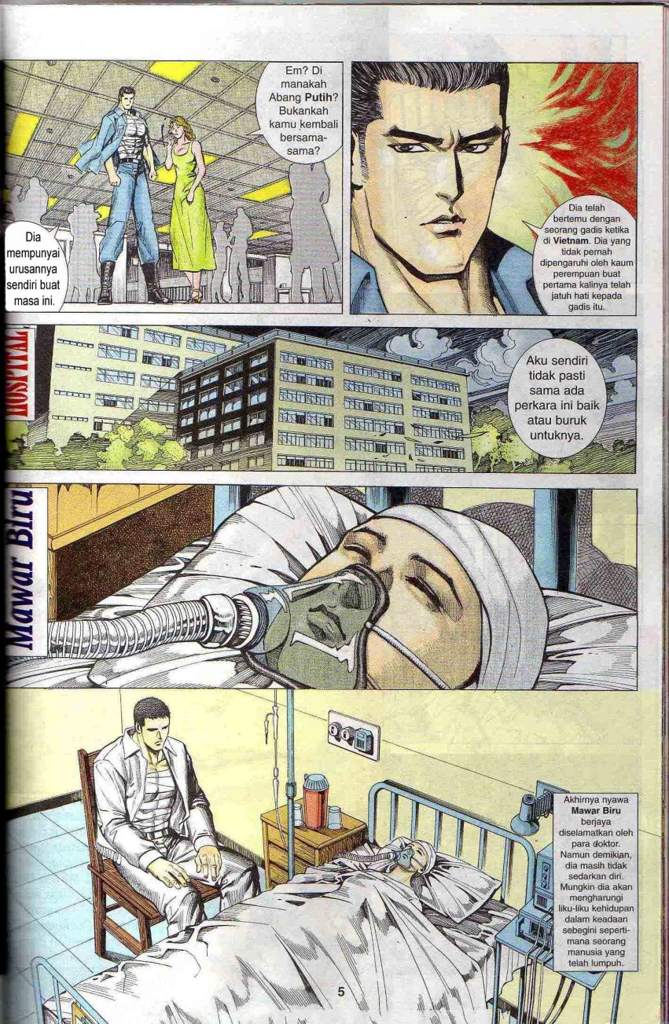 Em? Di
manakah
Abang Putih?
Bukankah
kamu kembali
bersama-
sama?
Dia
mempunyai
urusannya
sendiri buat
masa ini.
Dia telah
bertemu dengan
seorang gadis ketika
di Vietnam. Dia yang
tidak pernah
dipengaruhi oleh kaum
perempuan buat
pertama kalinya telah
jatuh hati kepada
gadis itu.
HOSPITAL
Aku sendiri
tidak pasti
sama ada
perkara ini baik
atau buruk
untuknya.
Mawar Biru
Akhirnya nyawa
Mawar Biru
berjaya
diselamatkan oleh
para doktor.
Namun demikian,
dia masih tidak
sedarkan diri.
Mungkin dia akan
mengharungi
liku-liku kehidupan
dalam keadaan
sebegini seperti-
mana seorang
manusia yang
telah lumpuh.
5